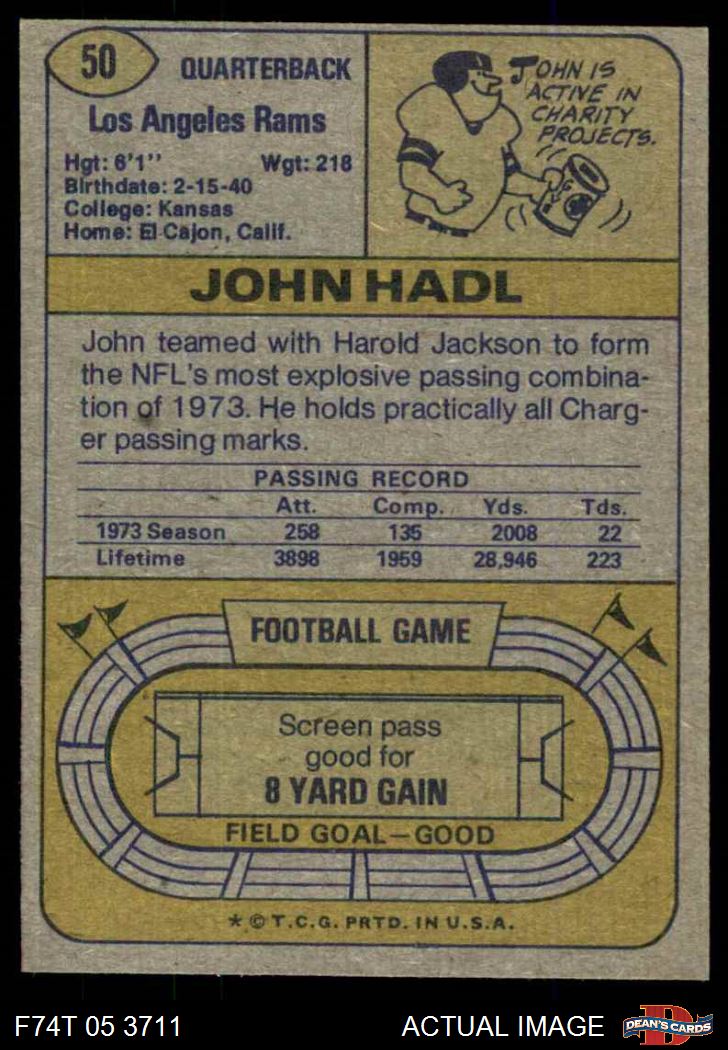 50
QUARTERBACK
Los Angeles Rams
Hgt: 6'1"
Wgt: 218
Birthdate: 2-15-40
College: Kansas
Home: El Cajon, Calif.
JOHN IS
ACTIVE IN
CHARITY
PROJECTS.
JOHN HADL
John teamed with Harold Jackson to form
the NFL's most explosive passing combina-
tion of 1973. He holds practically all Charg-
er passing marks.
PASSING RECORD
Att. Comp. Yds. Tds.
1973 Season 258 135 2008 22
Lifetime 3898 1959 28,946 223
FOOTBALL GAME
Screen pass
good for
8 YARD GAIN
FIELD GOAL—GOOD
* © T.C.G. PRTD. IN U.S.A.
F74T 05 3711
ACTUAL IMAGE
D
DEAN'S CARDS